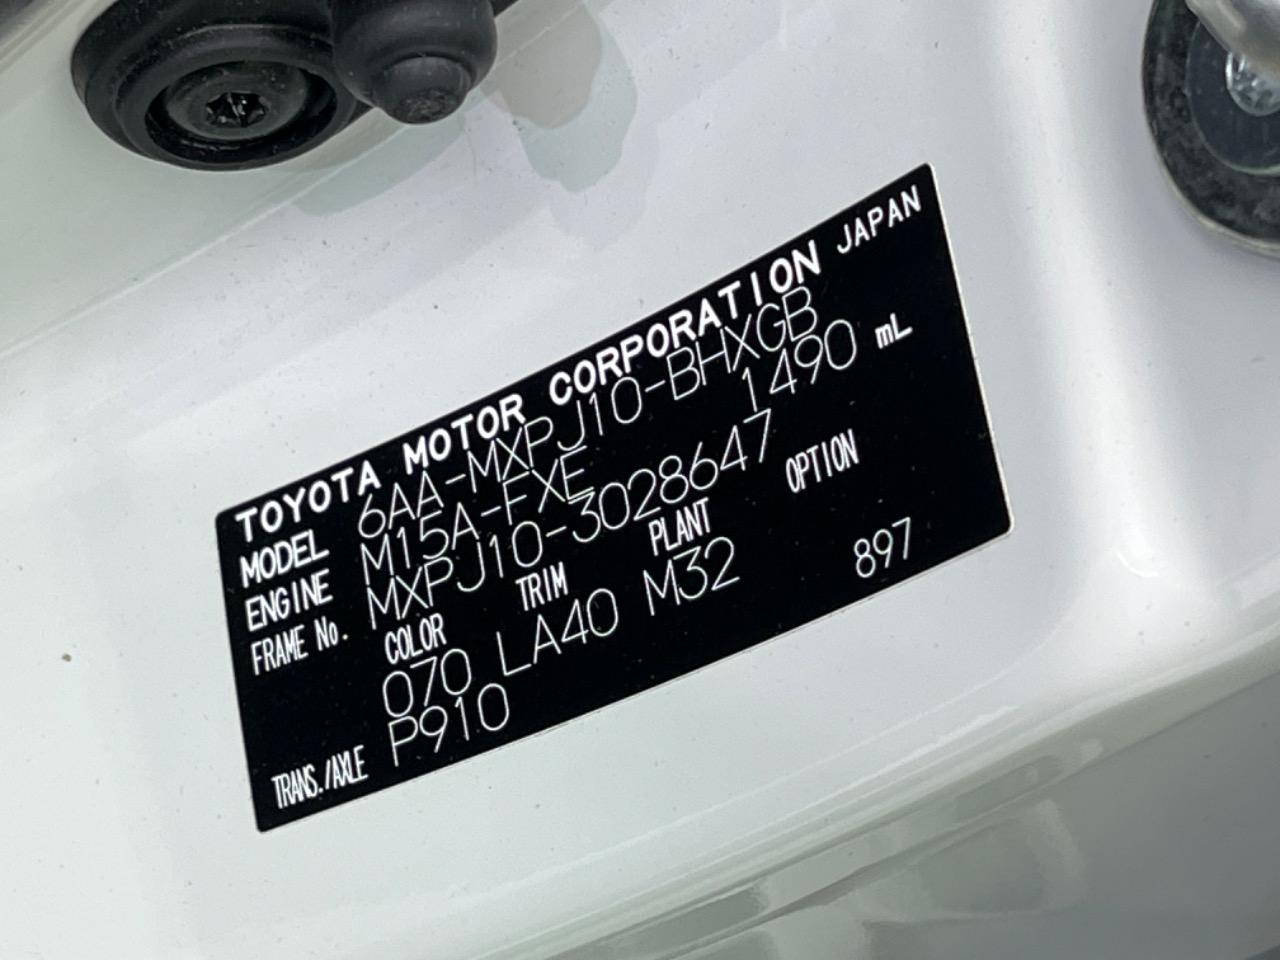 TOYOTA MOTOR CORPORATION JAPAN
MODEL 6AA-MXPJ10-BHXGB
ENGINE M15A-FXE 1490 mL
FRAME No. MXPJ10-3028647
COLOR TRIM PLANT OPTION
070 LA40 M32 897
TRANS./AXLE P910